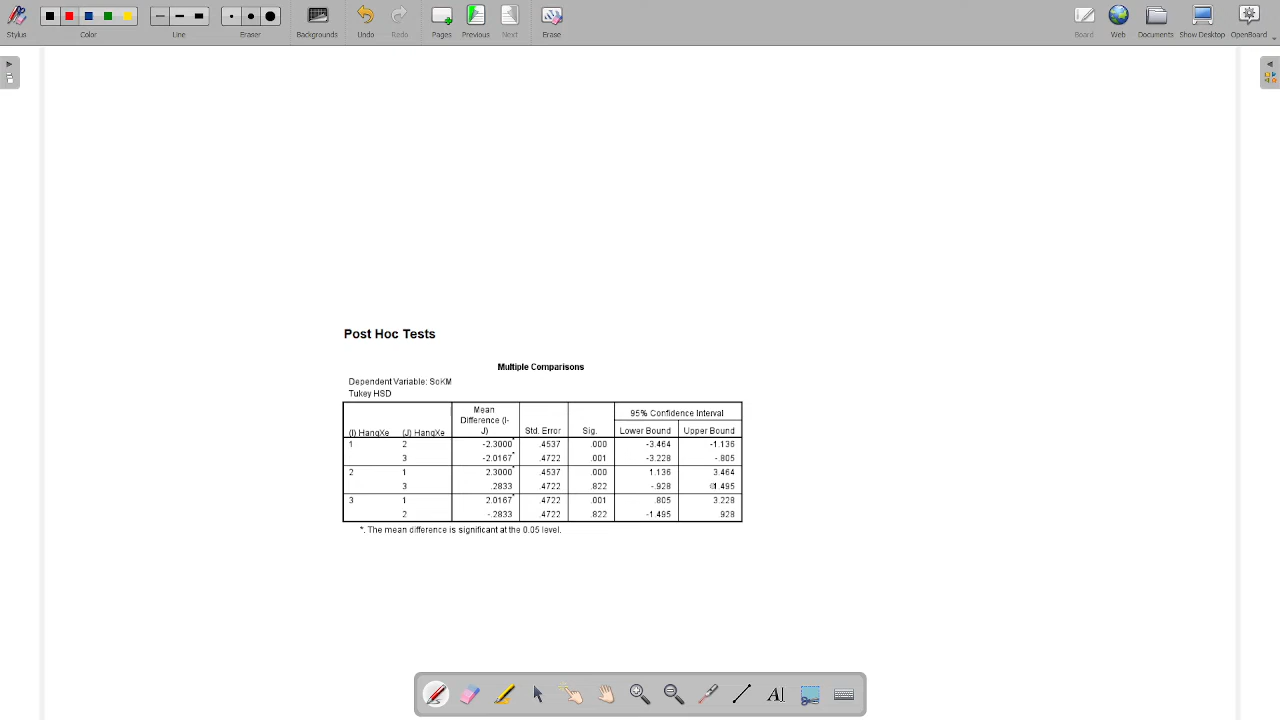 Stylus Color Line Eraser Backgrounds Undo Redo Pages Previous Next Erase Board Web Documents Show Desktop OpenBoard
Post Hoc Tests
Multiple Comparisons
Dependent Variable: SoKM
Tukey HSD
(I) HangXe (J) HangXe Mean Difference (I-J) Std. Error Sig. 95% Confidence Interval
Lower Bound Upper Bound
1 2 -2.3000* .4537 .000 -3.464 -1.136
3 -2.0167* .4722 .001 -3.228 -.805
2 1 2.3000* .4537 .000 1.136 3.464
3 .2833 .4722 .822 -.928 1.495
3 1 2.0167* .4722 .001 .805 3.228
2 -.2833 .4722 .822 -1.495 .928
*. The mean difference is significant at the 0.05 level.